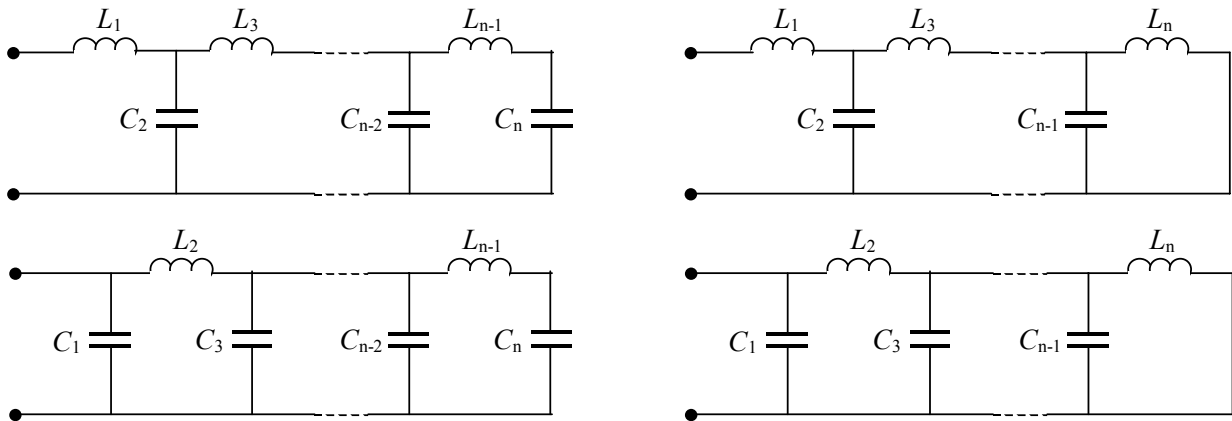 L1 L3 Ln-1 L1 L3 Ln
C2 Cn-2 Cn C2 Cn-1
L2 Ln-1 L2 Ln
C1 C3 Cn-2 Cn C1 C3 Cn-1